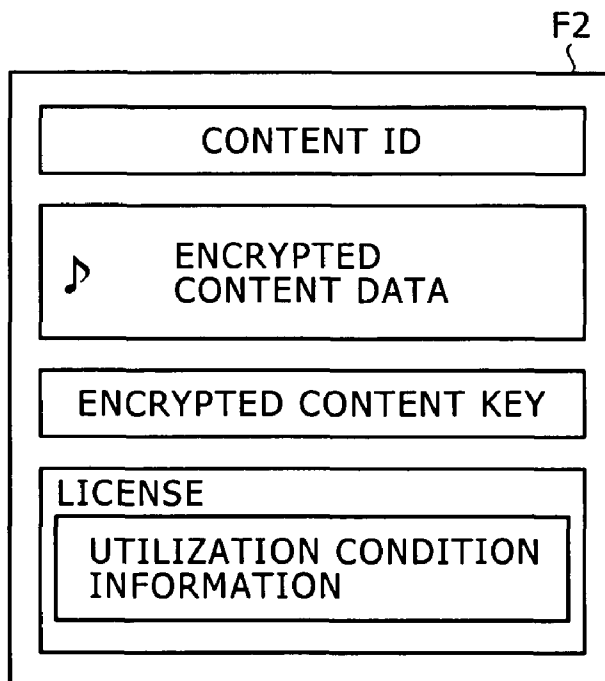 F2
CONTENT ID
ENCRYPTED
CONTENT DATA
ENCRYPTED CONTENT KEY
LICENSE
UTILIZATION CONDITION
INFORMATION